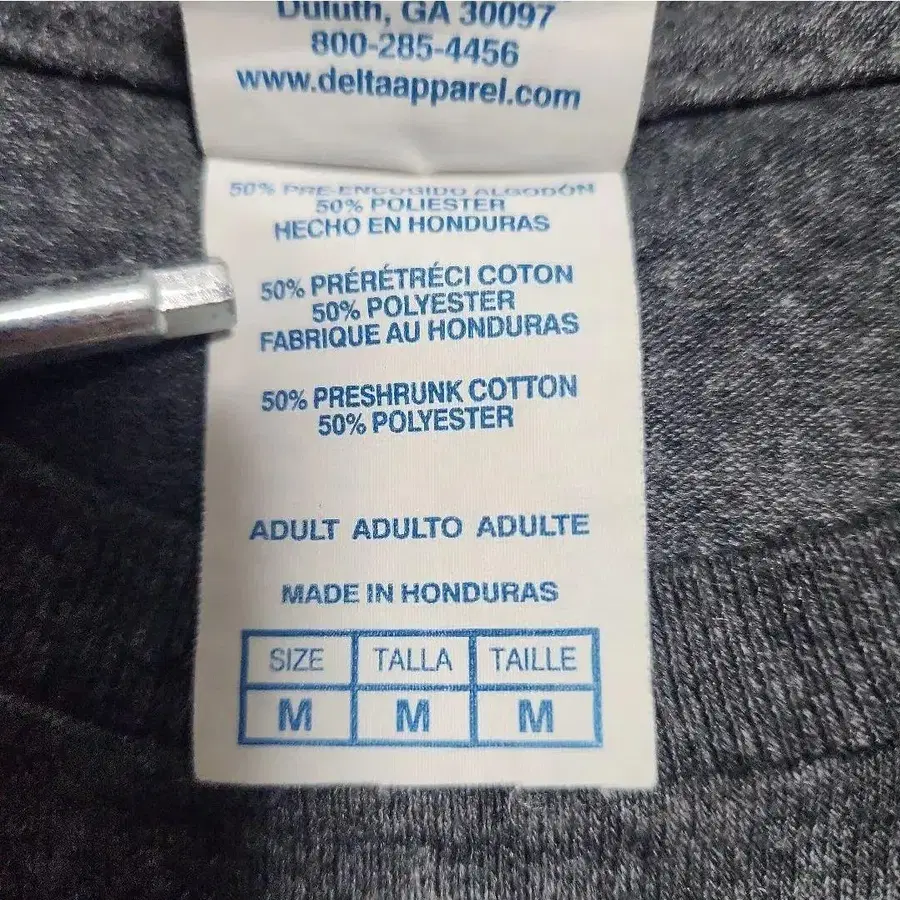 Duluth, GA 30097
800-285-4456
www.deltaapparel.com
50% PRE-ENCOGIDO ALGODÓN
50% POLIESTER
HECHO EN HONDURAS
50% PRÉRÉTRÉCI COTON
50% POLYESTER
FABRIQUE AU HONDURAS
50% PRESHRUNK COTTON
50% POLYESTER
ADULT ADULTO ADULTE
MADE IN HONDURAS
SIZE TALLA TAILLE
M M M